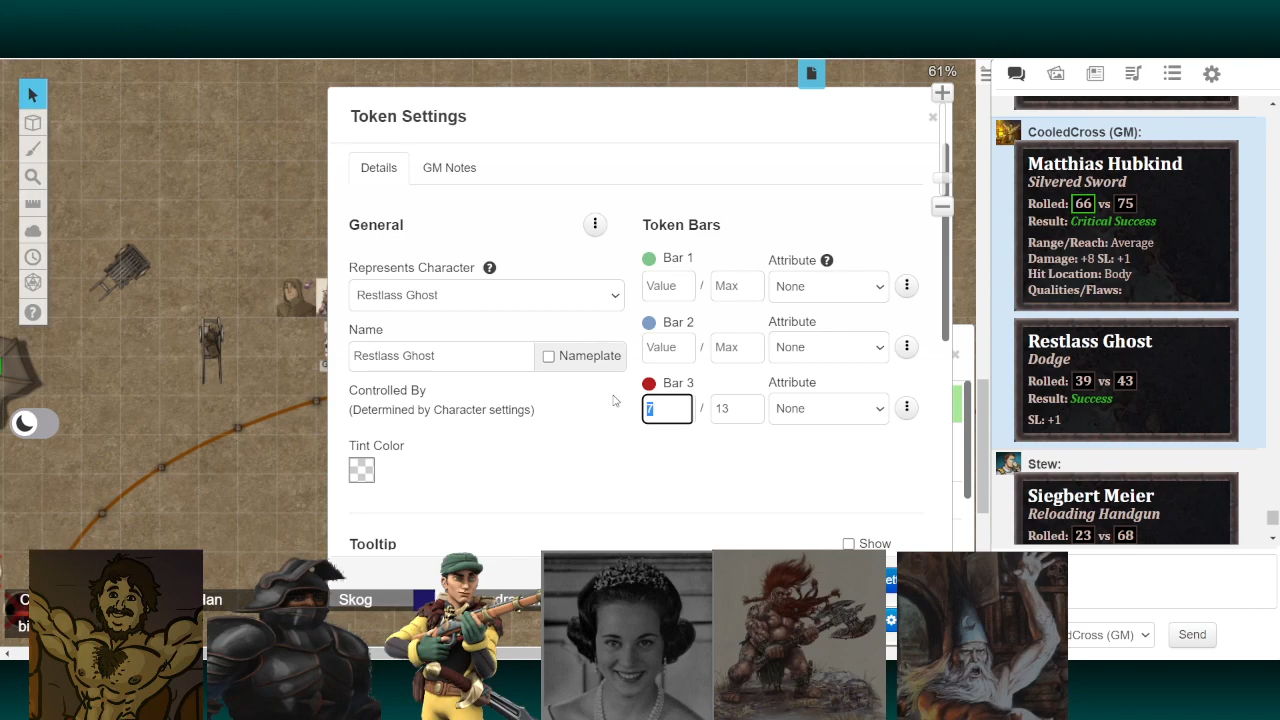 61%
Token Settings
Details
GM Notes
General
Represents Character
Restlass Ghost
Name
Restlass Ghost
Nameplate
Controlled By
(Determined by Character settings)
Tint Color
Token Bars
Bar 1
Attribute
Value / Max
None
Bar 2
Attribute
Value / Max
None
Bar 3
Attribute
7 / 13
None
Tooltip
Show
Skog
CooledCross (GM):
Matthias Hubkind
Silvered Sword
Rolled: 66 vs 75
Result: Critical Success
Range/Reach: Average
Damage: +8 SL: +1
Hit Location: Body
Qualities/Flaws:
Restlass Ghost
Dodge
Rolled: 39 vs 43
Result: Success
SL: +1
Stew:
Siegbert Meier
Reloading Handgun
Rolled: 23 vs 68
dCross (GM)
Send